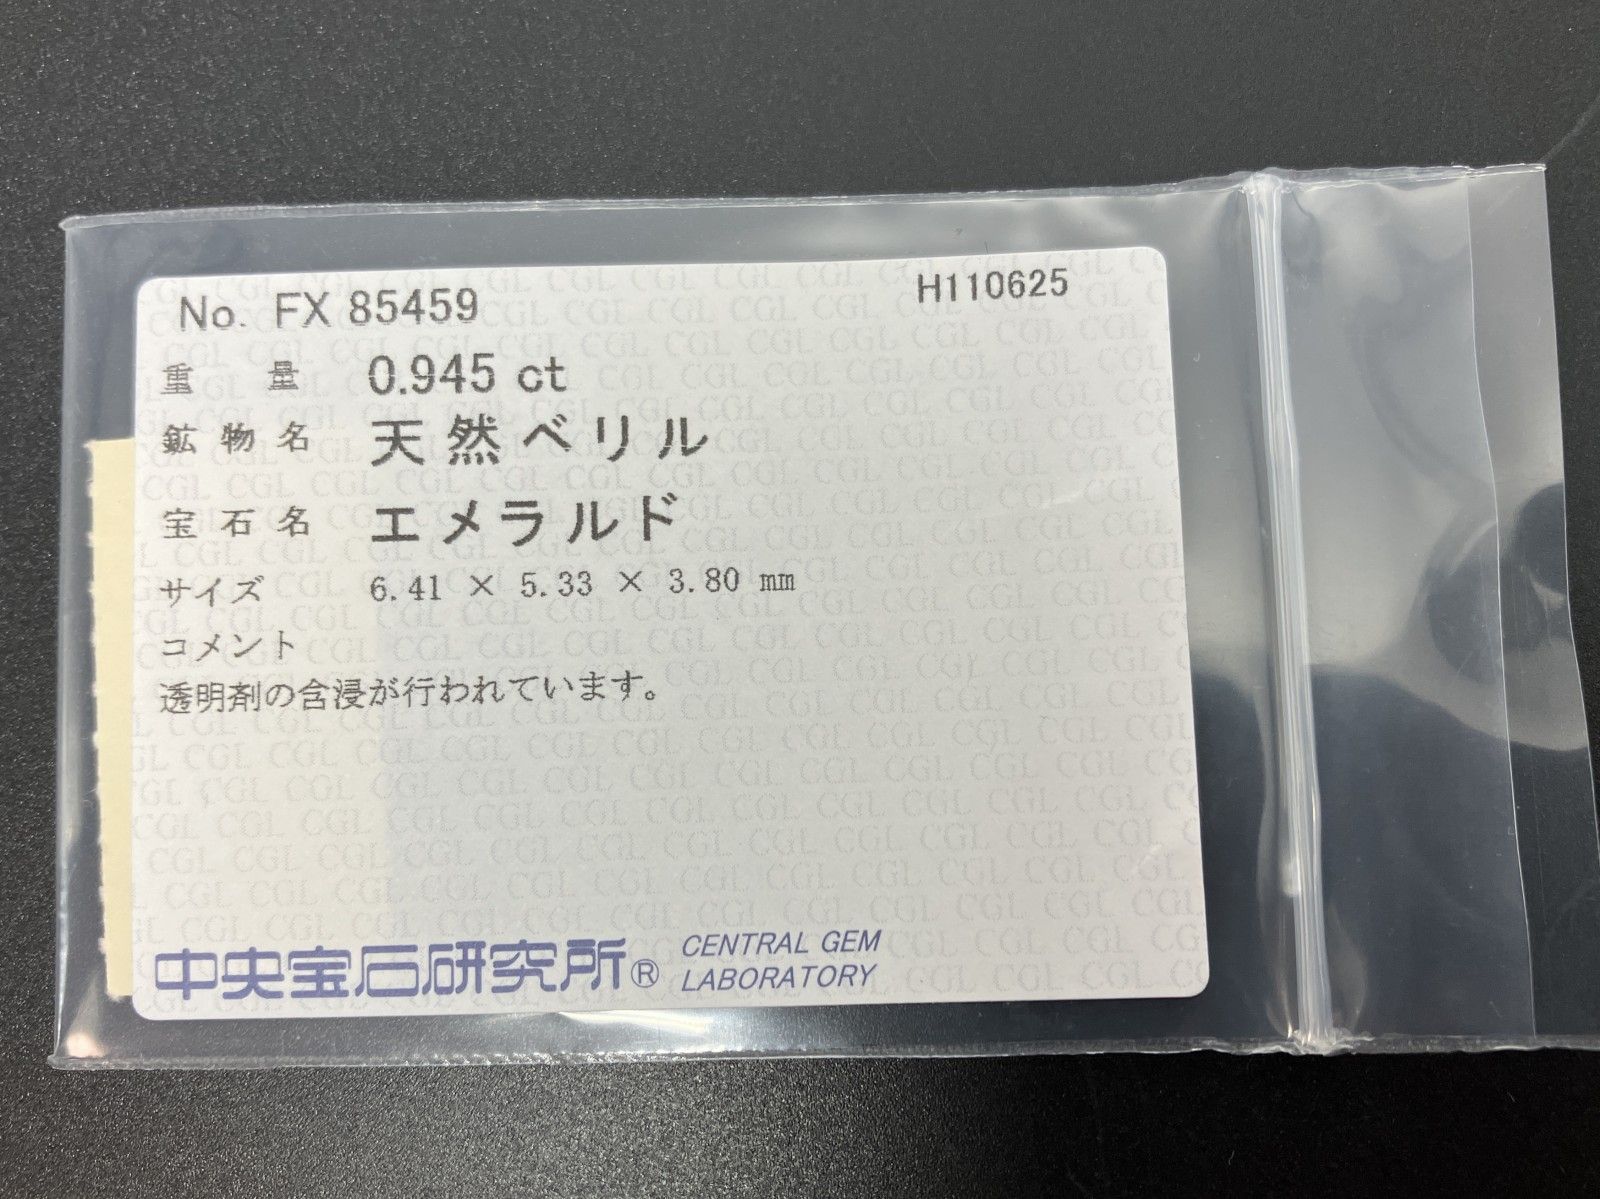 No. FX 85459 H110625
重量 0.945 ct
鉱物名 天然ベリル
宝石名 エメラルド
サイズ 6.41 × 5.33 × 3.80 mm
コメント
透明剤の含浸が行われています。
中央宝石研究所® CENTRAL GEM
LABORATORY